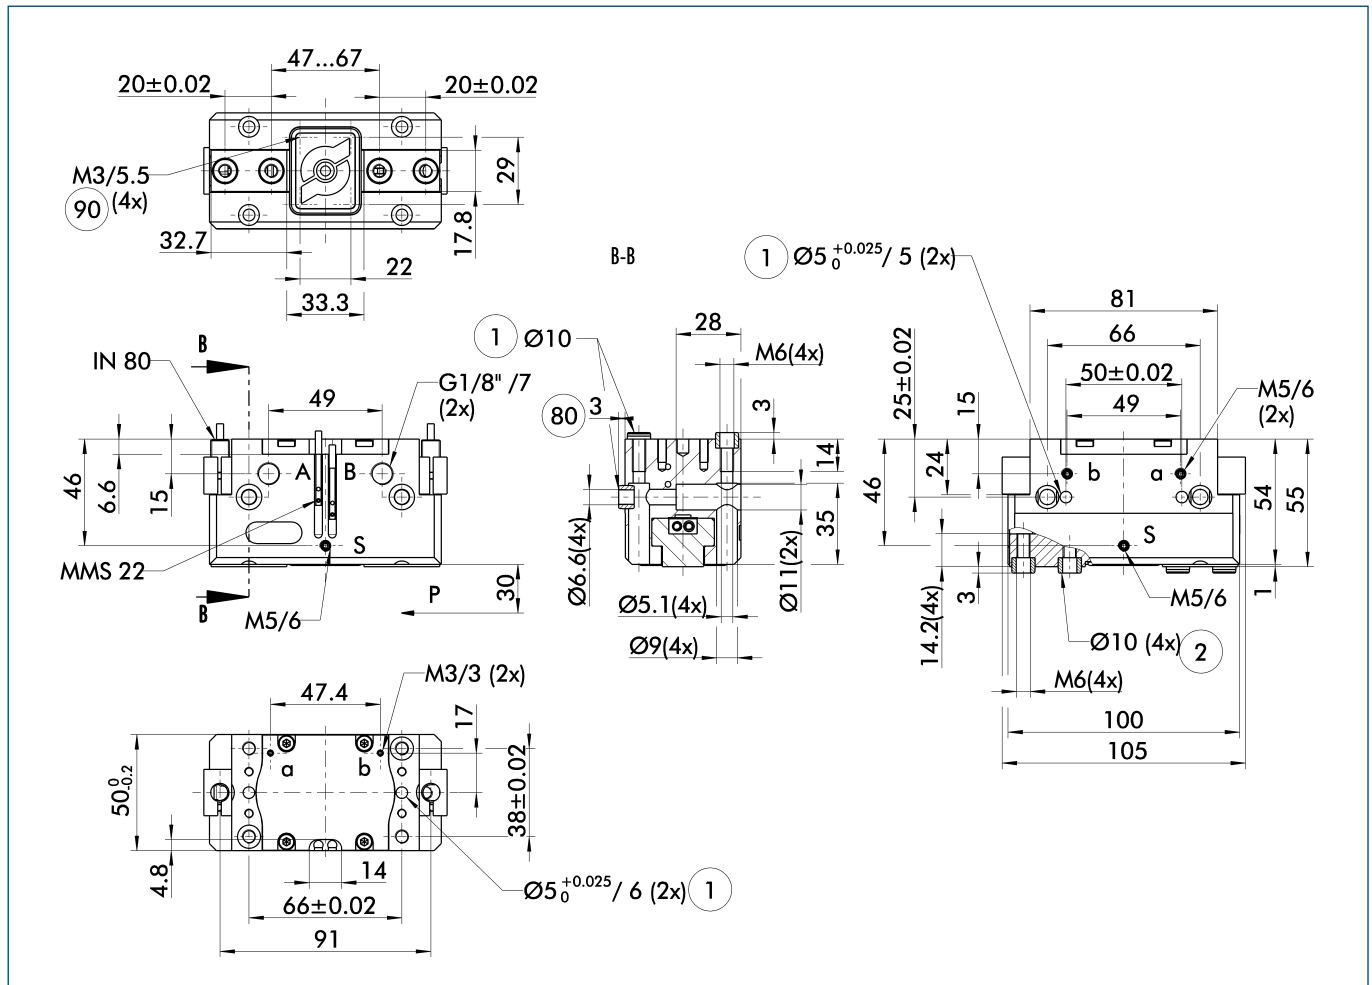 47...67
20±0.02
20±0.02
M3/5.5
90
(4x)
29
17.8
32.7
22
33.3
B-B
1
Ø5 +0.025 0 / 5 (2x)
81
66
50±0.02
49
25±0.02
15
24
46
M5/6
(2x)
b
a
S
54
55
1
14.2(4x)
3
M5/6
Ø10 (4x)
2
M6(4x)
100
105
1
Ø10
28
M6(4x)
80
3
3
14
35
Ø6.6(4x)
Ø5.1(4x)
Ø9(4x)
Ø11(2x)
B
IN 80
49
G1/8" /7
(2x)
A
B
46
6.6
15
S
MMS 22
B
M5/6
P
30
M3/3 (2x)
47.4
17
a
b
50 0 -0.2
38±0.02
4.8
14
Ø5 +0.025 0 / 6 (2x)
1
66±0.02
91